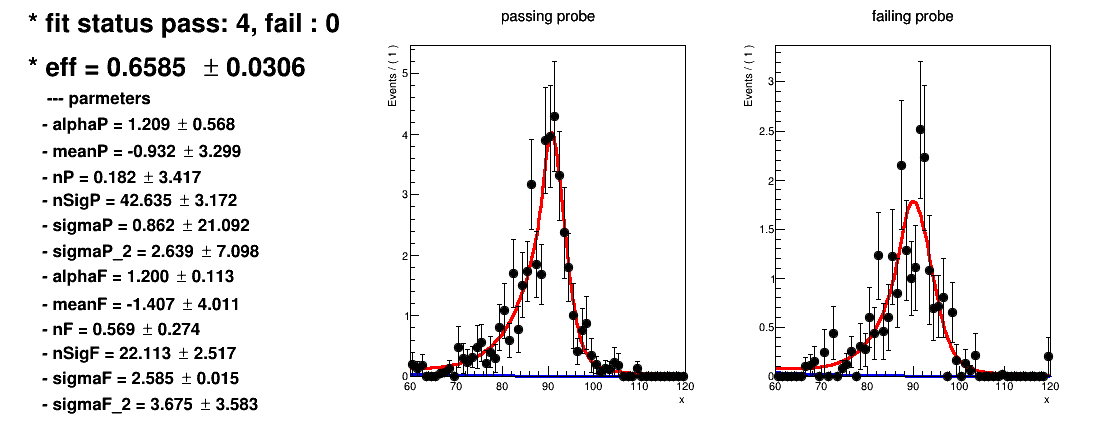 * fit status pass: 4, fail : 0
* eff = 0.6585 ± 0.0306
--- parmeters
- alphaP = 1.209 ± 0.568
- meanP = -0.932 ± 3.299
- nP = 0.182 ± 3.417
- nSigP = 42.635 ± 3.172
- sigmaP = 0.862 ± 21.092
- sigmaP_2 = 2.639 ± 7.098
- alphaF = 1.200 ± 0.113
- meanF = -1.407 ± 4.011
- nF = 0.569 ± 0.274
- nSigF = 22.113 ± 2.517
- sigmaF = 2.585 ± 0.015
- sigmaF_2 = 3.675 ± 3.583
passing probe
Events / ( 1 )
5
4
3
2
1
0
60 70 80 90 100 110 120
x
failing probe
Events / ( 1 )
3
2.5
2
1.5
1
0.5
0
60 70 80 90 100 110 120
x